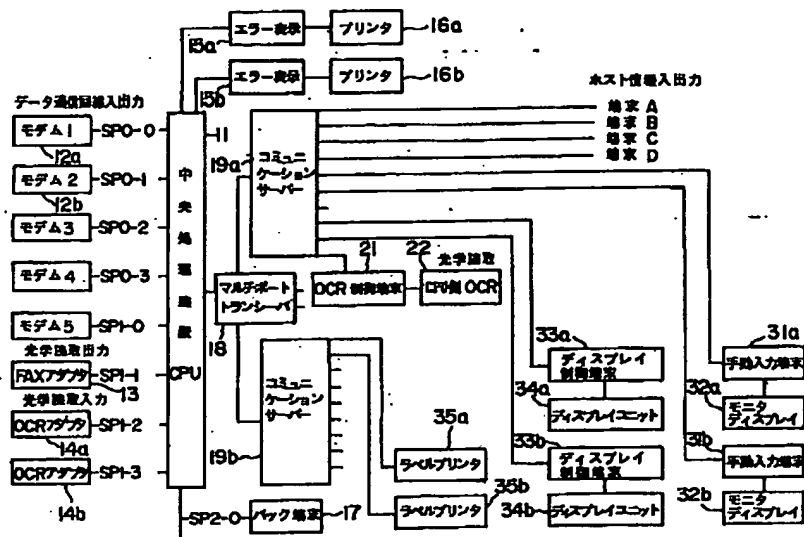 エラー表示
プリンタ
16a
15a
エラー表示
プリンタ
16b
15b
データ通信回線入出力
ホスト情報入出力
端末 A
端末 B
端末 C
端末 D
モデム1
SP0-0
11
12a
モデム2
SP0-1
12b
モデム3
SP0-2
モデム4
SP0-3
モデム5
SP1-0
中央処理施設
CPU
19a
コミュニ
ケーション
サーバー
マルチポート
トランシーバ
18
21
OCR 制御端末
光学読取
22
OCR
光学読取出力
FAXアダプタ
SP1-1
13
光学読取入力
OCRアダプタ
SP1-2
14a
OCRアダプタ
SP1-3
14b
コミュニ
ケーション
サーバー
19b
33a
ディスプレイ
制御端末
34a
ディスプレイユニット
33b
ディスプレイ
制御端末
34b
ディスプレイユニット
31a
手動入力端末
32a
モニタ
ディスプレイ
31b
手動入力端末
32b
モニタ
ディスプレイ
35a
ラベルプリンタ
35b
ラベルプリンタ
SP2-0
バック端末
17